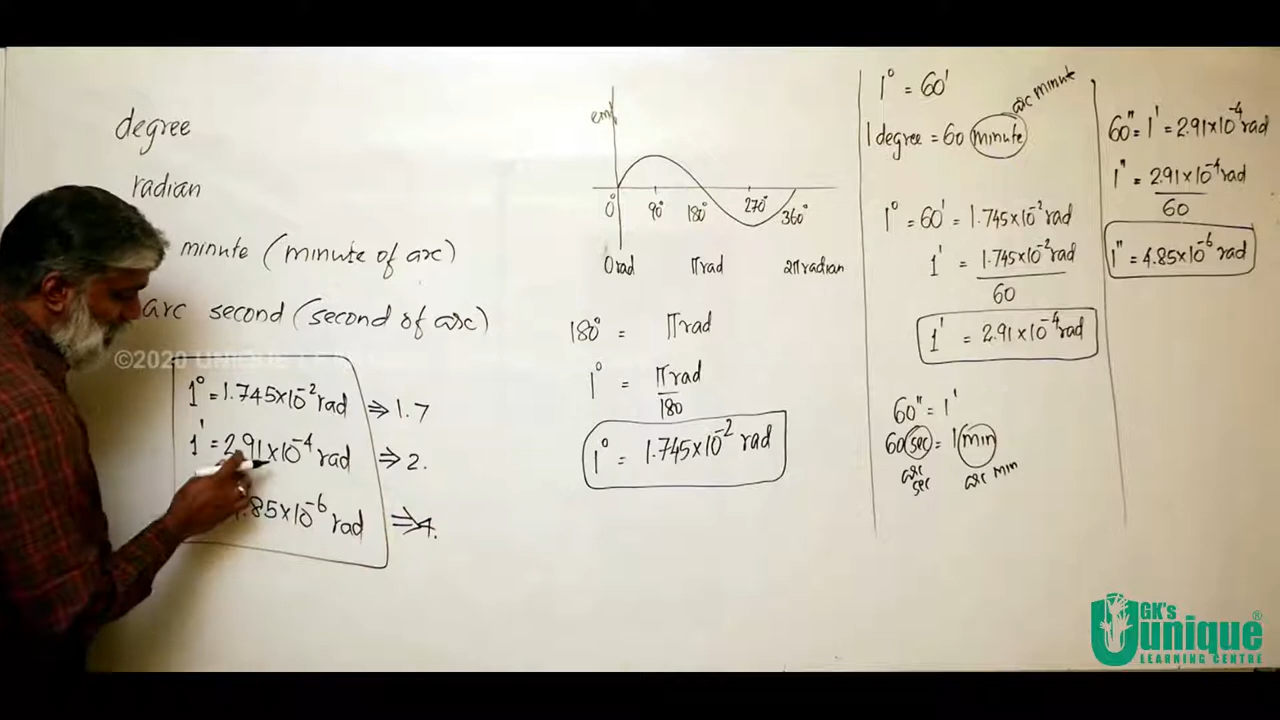 degree
radian
minute (minute of arc)
arc second (second of arc)
©2020 UNIQUE
1° = 1.745×10⁻² rad ⇒ 1.7
1' = 2.91×10⁻⁴ rad ⇒ 2.
.85×10⁻⁶ rad ⇒ 4.
emf
0° 90° 180° 270° 360°
0 rad π rad 2π radian
180° = π rad
1° = π rad
180
1° = 1.745×10⁻² rad
1° = 60'
arc minute
1 degree = 60 minute
1° = 60' = 1.745×10⁻² rad
1' = 1.745×10⁻² rad
60
1' = 2.91×10⁻⁴ rad
60" = 1'
60 sec = 1 min
arc sec arc min
60" = 1' = 2.91×10⁻⁴ rad
1" = 2.91×10⁻⁴ rad
60
1" = 4.85×10⁻⁶ rad
GK's
unique®
LEARNING CENTRE